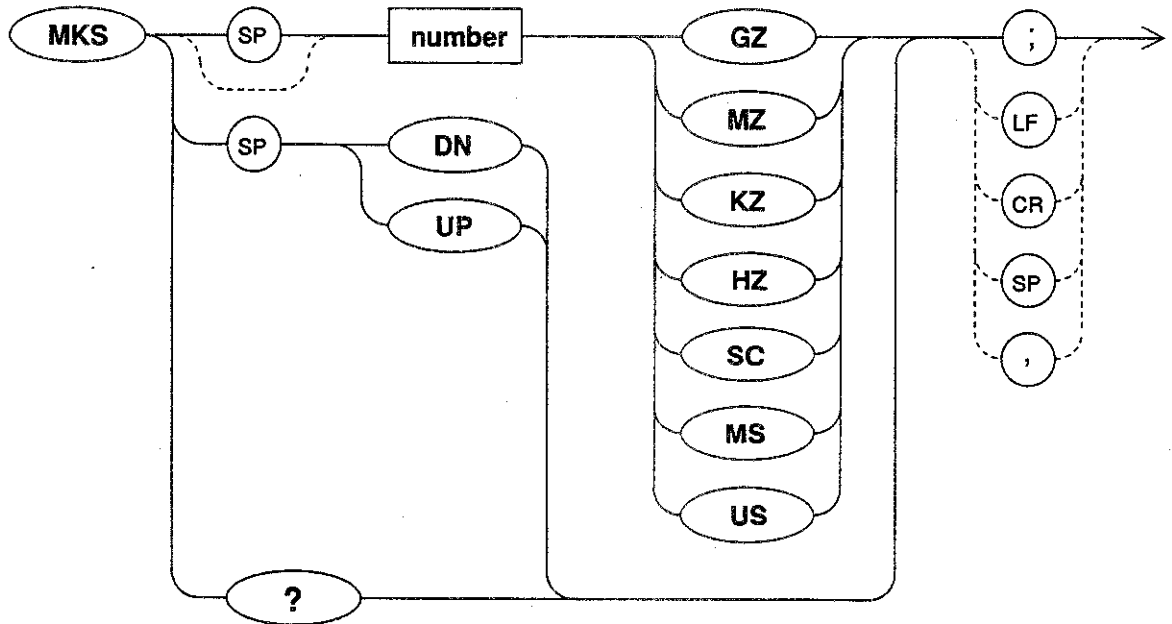 MKS SP number GZ ;
MZ LF
SP DN
KZ CR
UP
HZ SP
SC
,
MS
US
?